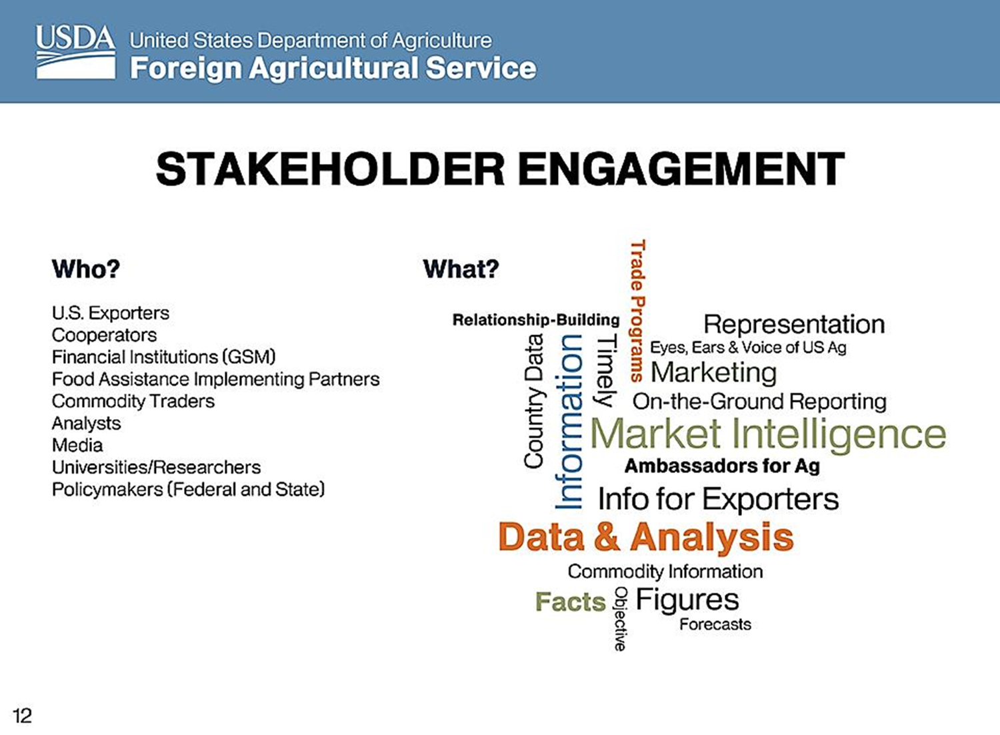 USDA
United States Department of Agriculture
Foreign Agricultural Service
STAKEHOLDER ENGAGEMENT
Who?
U.S. Exporters
Cooperators
Financial Institutions (GSM)
Food Assistance Implementing Partners
Commodity Traders
Analysts
Media
Universities/Researchers
Policymakers (Federal and State)
What?
Trade Programs
Relationship-Building
Representation
Eyes, Ears & Voice of US Ag
Country Data
Information
Timely
Marketing
On-the-Ground Reporting
Market Intelligence
Ambassadors for Ag
Info for Exporters
Data & Analysis
Commodity Information
Facts
Objective
Figures
Forecasts
12